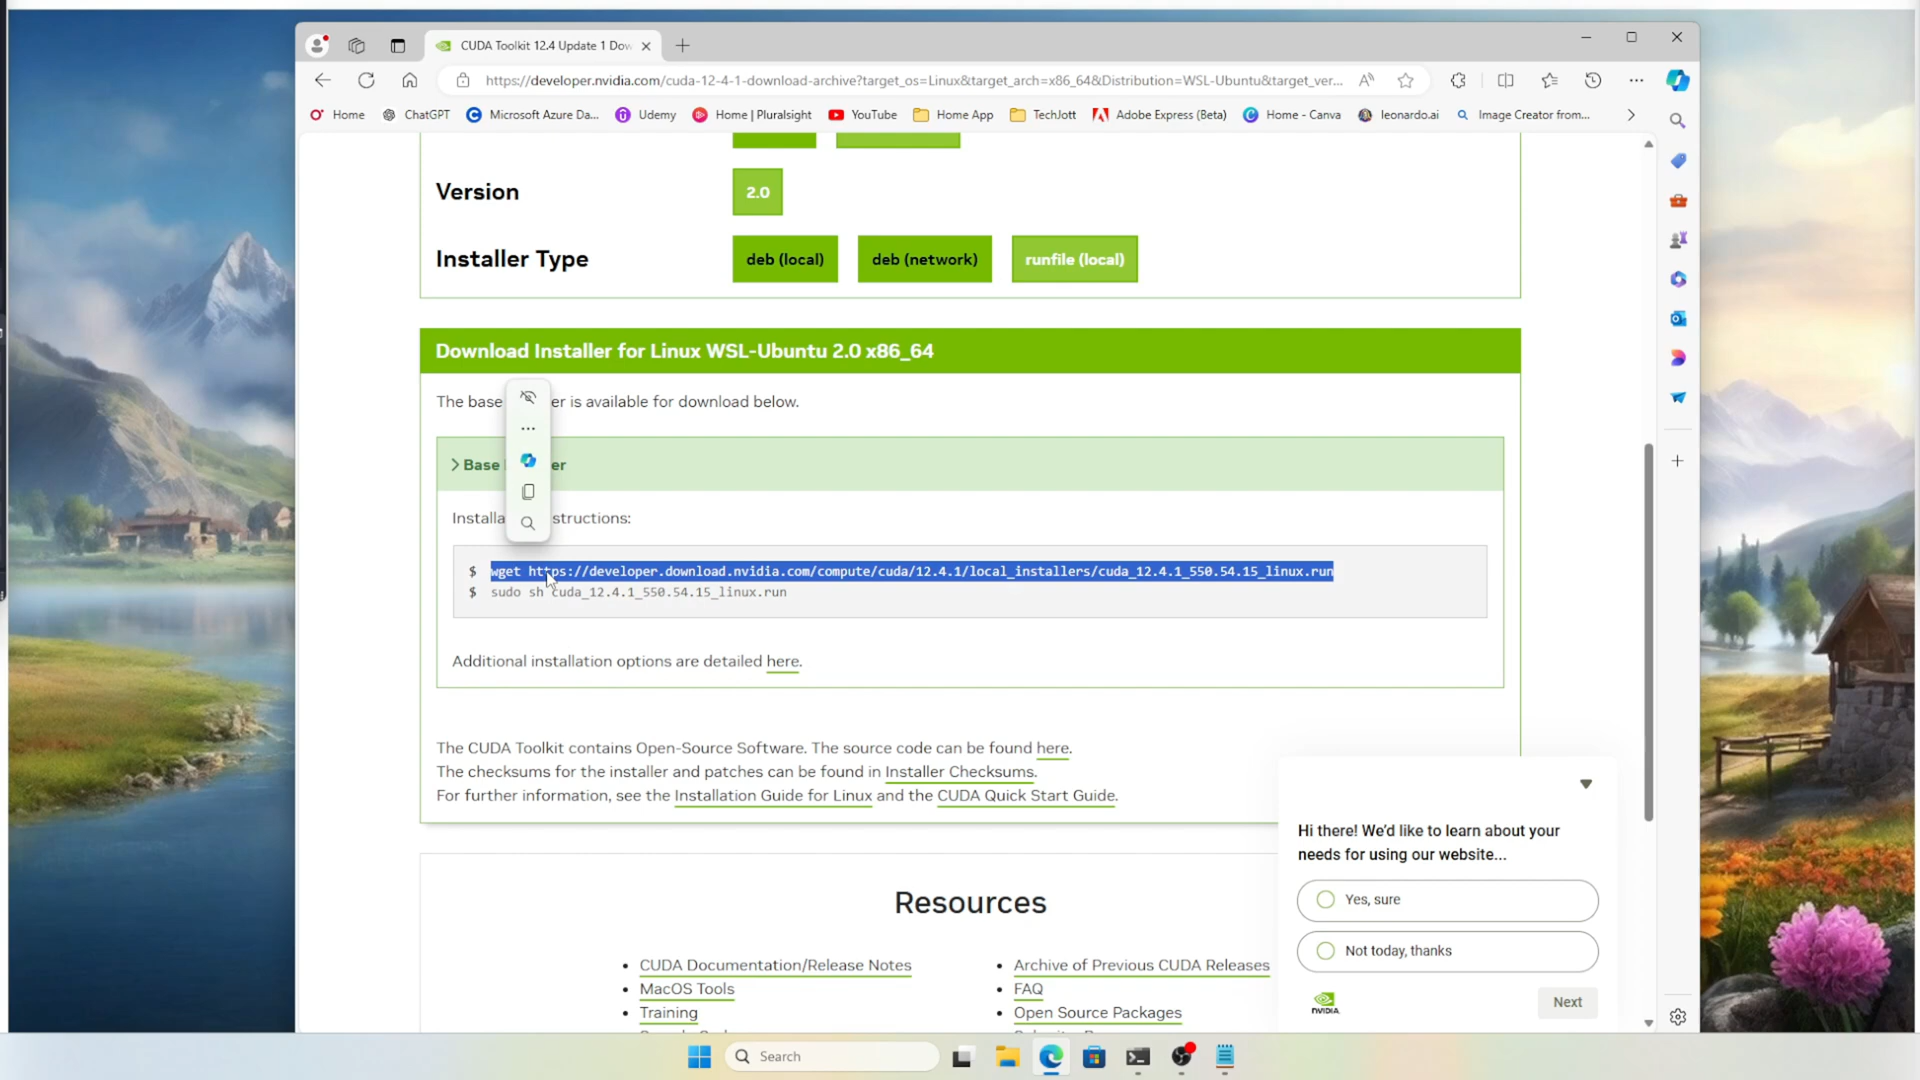 CUDA Toolkit 12.4 Update 1 Dow
https://developer.nvidia.com/cuda-12-4-1-download-archive?target_os=Linux&target_arch=x86_64&Distribution=WSL-Ubuntu&target_ver...
Home
ChatGPT
Microsoft Azure Da...
Udemy
Home | Pluralsight
YouTube
Home App
TechJott
Adobe Express (Beta)
Home - Canva
leonardo.ai
Image Creator from...
Version
2.0
Installer Type
deb (local)
deb (network)
runfile (local)
Download Installer for Linux WSL-Ubuntu 2.0 x86_64
The base er is available for download below.
Base er
Installa structions:
$ wget https://developer.download.nvidia.com/compute/cuda/12.4.1/local_installers/cuda_12.4.1_550.54.15_linux.run
$ sudo sh cuda_12.4.1_550.54.15_linux.run
Additional installation options are detailed here.
The CUDA Toolkit contains Open-Source Software. The source code can be found here.
The checksums for the installer and patches can be found in Installer Checksums.
For further information, see the Installation Guide for Linux and the CUDA Quick Start Guide.
Resources
CUDA Documentation/Release Notes
MacOS Tools
Training
Archive of Previous CUDA Releases
FAQ
Open Source Packages
Hi there! We'd like to learn about your
needs for using our website...
Yes, sure
Not today, thanks
NVIDIA.
Next
Search